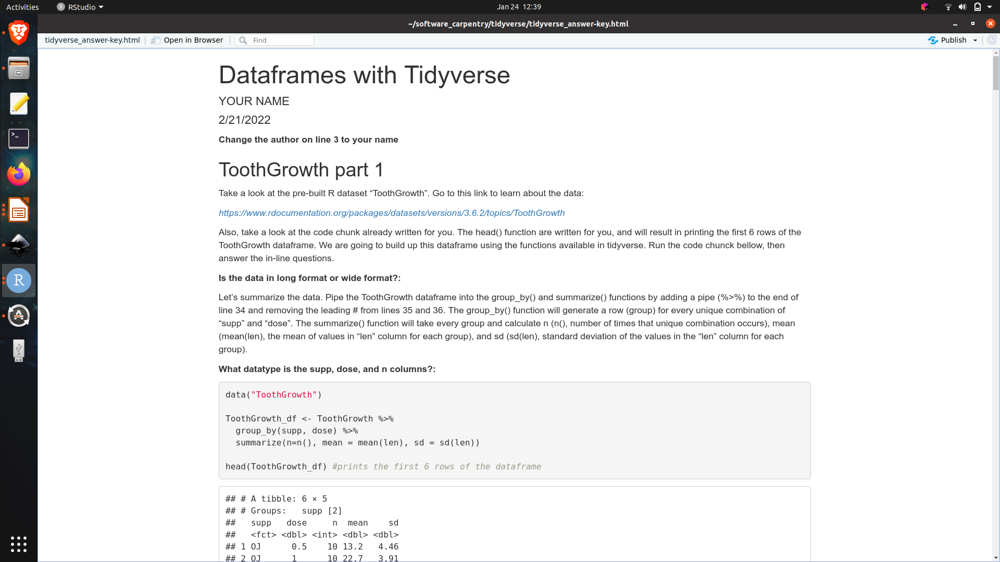 Activities
RStudio
Jan 24 12:39
~/software_carpentry/tidyverse/tidyverse_answer-key.html
tidyverse_answer-key.html
Open in Browser
Find
Publish
Dataframes with Tidyverse
YOUR NAME
2/21/2022
Change the author on line 3 to your name
ToothGrowth part 1
Take a look at the pre-built R dataset “ToothGrowth”. Go to this link to learn about the data:
https://www.rdocumentation.org/packages/datasets/versions/3.6.2/topics/ToothGrowth
Also, take a look at the code chunk already written for you. The head() function are written for you, and will result in printing the first 6 rows of the
ToothGrowth dataframe. We are going to build up this dataframe using the functions available in tidyverse. Run the code chunck bellow, then
answer the in-line questions.
Is the data in long format or wide format?:
Let’s summarize the data. Pipe the ToothGrowth dataframe into the group_by() and summarize() functions by adding a pipe (%>%) to the end of
line 34 and removing the leading # from lines 35 and 36. The group_by() function will generate a row (group) for every unique combination of
“supp” and “dose”. The summarize() function will take every group and calculate n (n(), number of times that unique combination occurs), mean
(mean(len), the mean of values in “len” column for each group), and sd (sd(len), standard deviation of the values in the “len” column for each
group).
What datatype is the supp, dose, and n columns?:
data("ToothGrowth")
ToothGrowth_df <- ToothGrowth %>%
  group_by(supp, dose) %>%
  summarize(n=n(), mean = mean(len), sd = sd(len))
head(ToothGrowth_df) #prints the first 6 rows of the dataframe
## # A tibble: 6 × 5
## # Groups:   supp [2]
##   supp   dose     n  mean    sd
##   <fct> <dbl> <int> <dbl> <dbl>
## 1 OJ      0.5    10 13.2   4.46
## 2 OJ      1      10 22.7   3.91